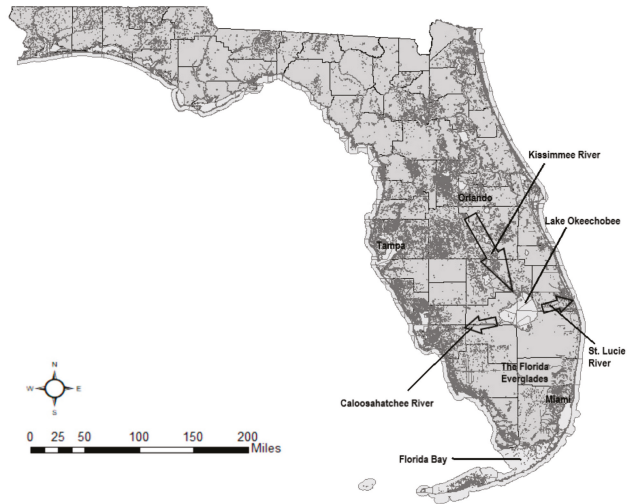 Kissimmee River
Orlando
Lake Okeechobee
Tampa
St. Lucie
River
The Florida
Everglades
Caloosahatchee River
Miami
Florida Bay
N
W E
S
0 25 50 100 150 200
Miles